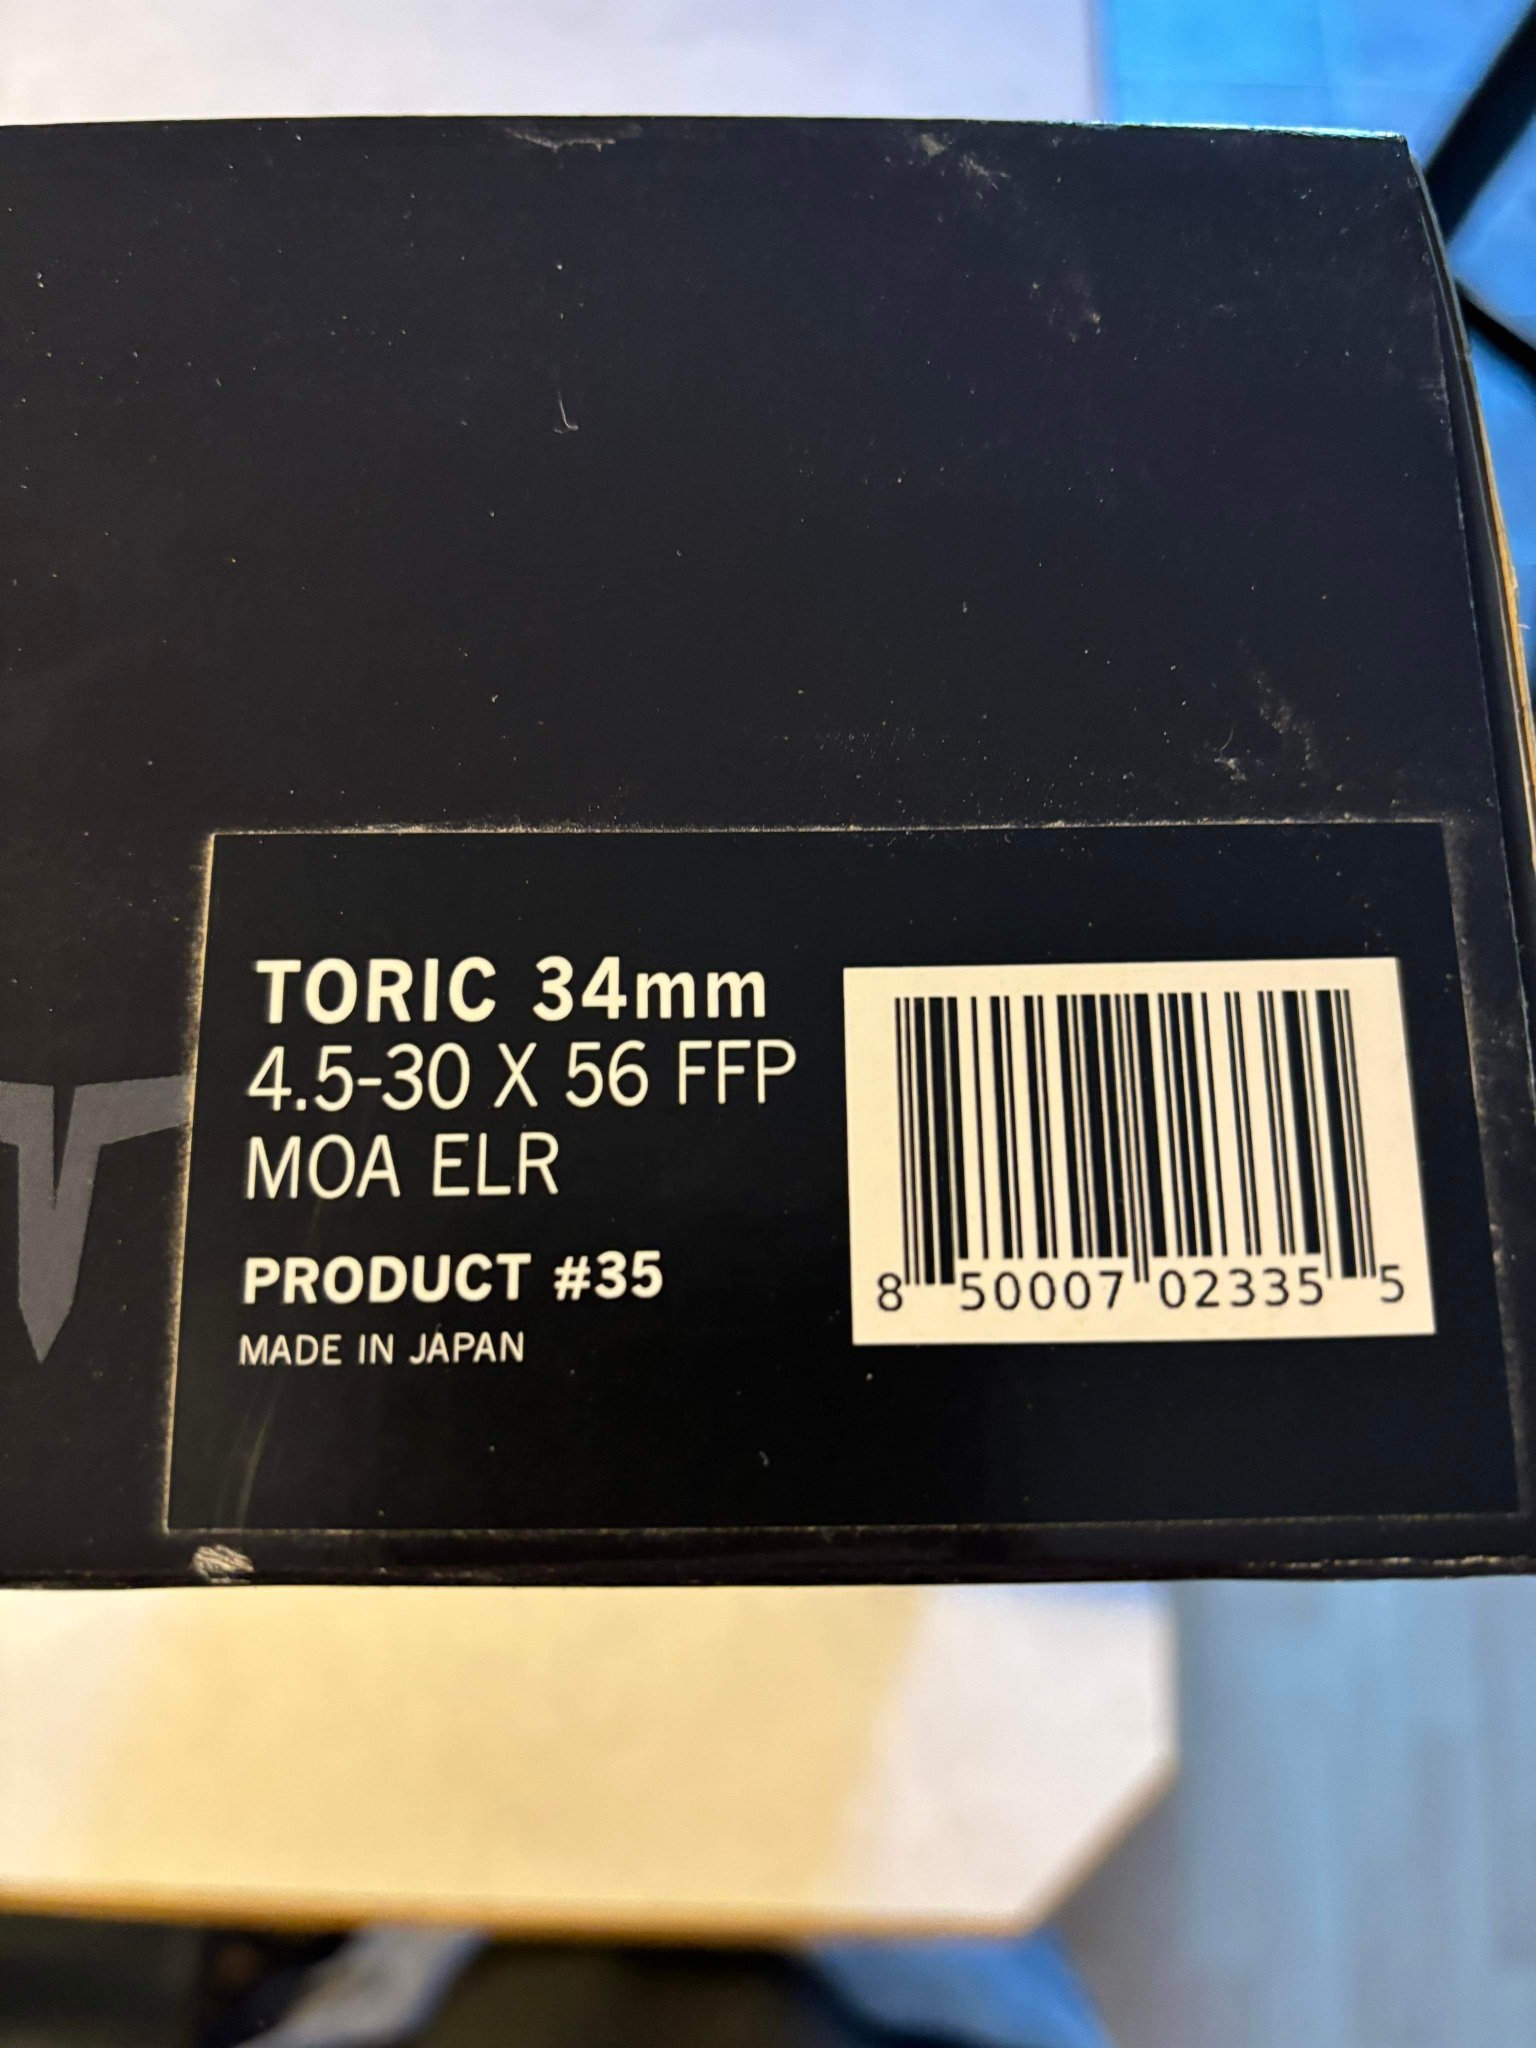 TORIC 34mm
4.5-30 X 56 FFP
MOA ELR
PRODUCT #35
MADE IN JAPAN
8 50007 02335 5